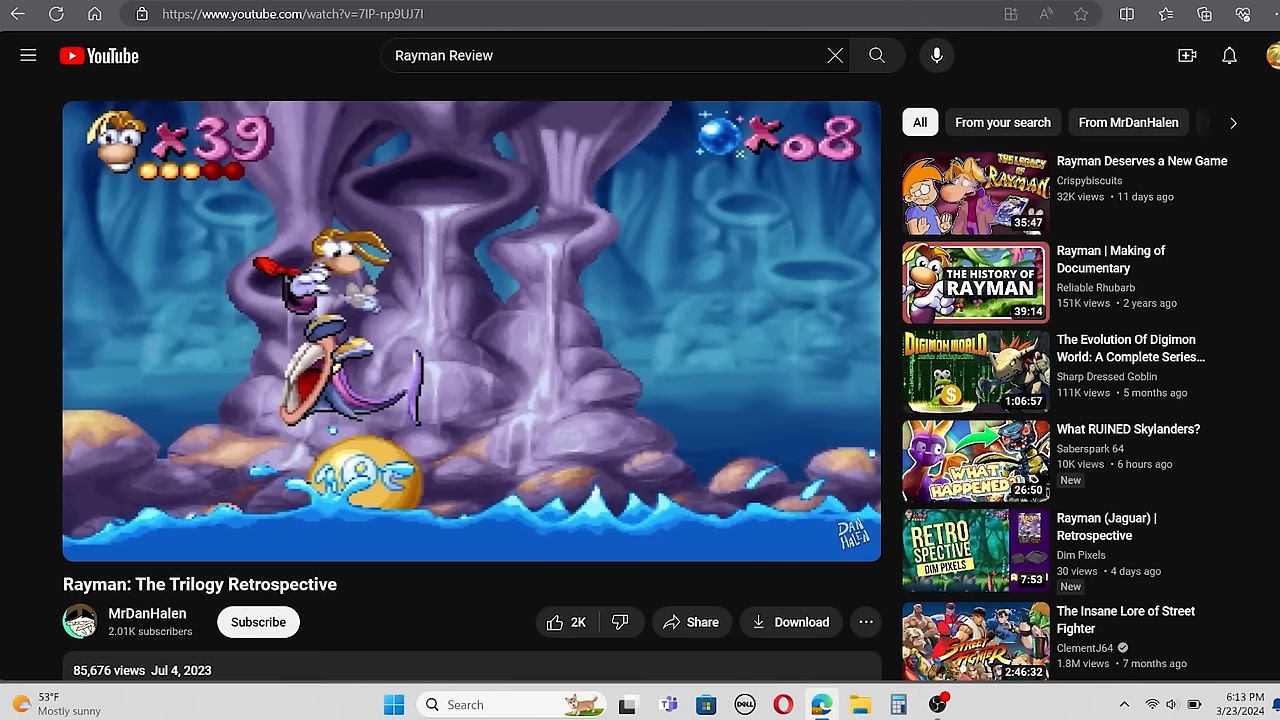 https://www.youtube.com/watch?v=7IP-np9UJ7I
YouTube
Rayman Review
39
08
DAN
HALEN
Rayman: The Trilogy Retrospective
MrDanHalen
2.01K subscribers
Subscribe
2K
Share
Download
85,676 views Jul 4, 2023
All
From your search
From MrDanHalen
THE LEGACY
OF
RAYMAN
35:47
Rayman Deserves a New Game
Crispybiscuits
32K views • 11 days ago
THE HISTORY OF
RAYMAN
39:14
Rayman | Making of
Documentary
Reliable Rhubarb
151K views • 2 years ago
DIGIMON WORLD
1:06:57
The Evolution Of Digimon
World: A Complete Series...
Sharp Dressed Goblin
111K views • 5 months ago
WHAT
HAPPENED
26:50
What RUINED Skylanders?
Saberspark 64
10K views • 6 hours ago
New
RETRO
SPECTIVE
DIM PIXELS
7:53
Rayman (Jaguar) |
Retrospective
Dim Pixels
30 views • 4 days ago
New
STREET
FIGHTER
2:46:32
The Insane Lore of Street
Fighter
ClementJ64
1.8M views • 7 months ago
53°F
Mostly sunny
Search
DELL
6:13 PM
3/23/2024